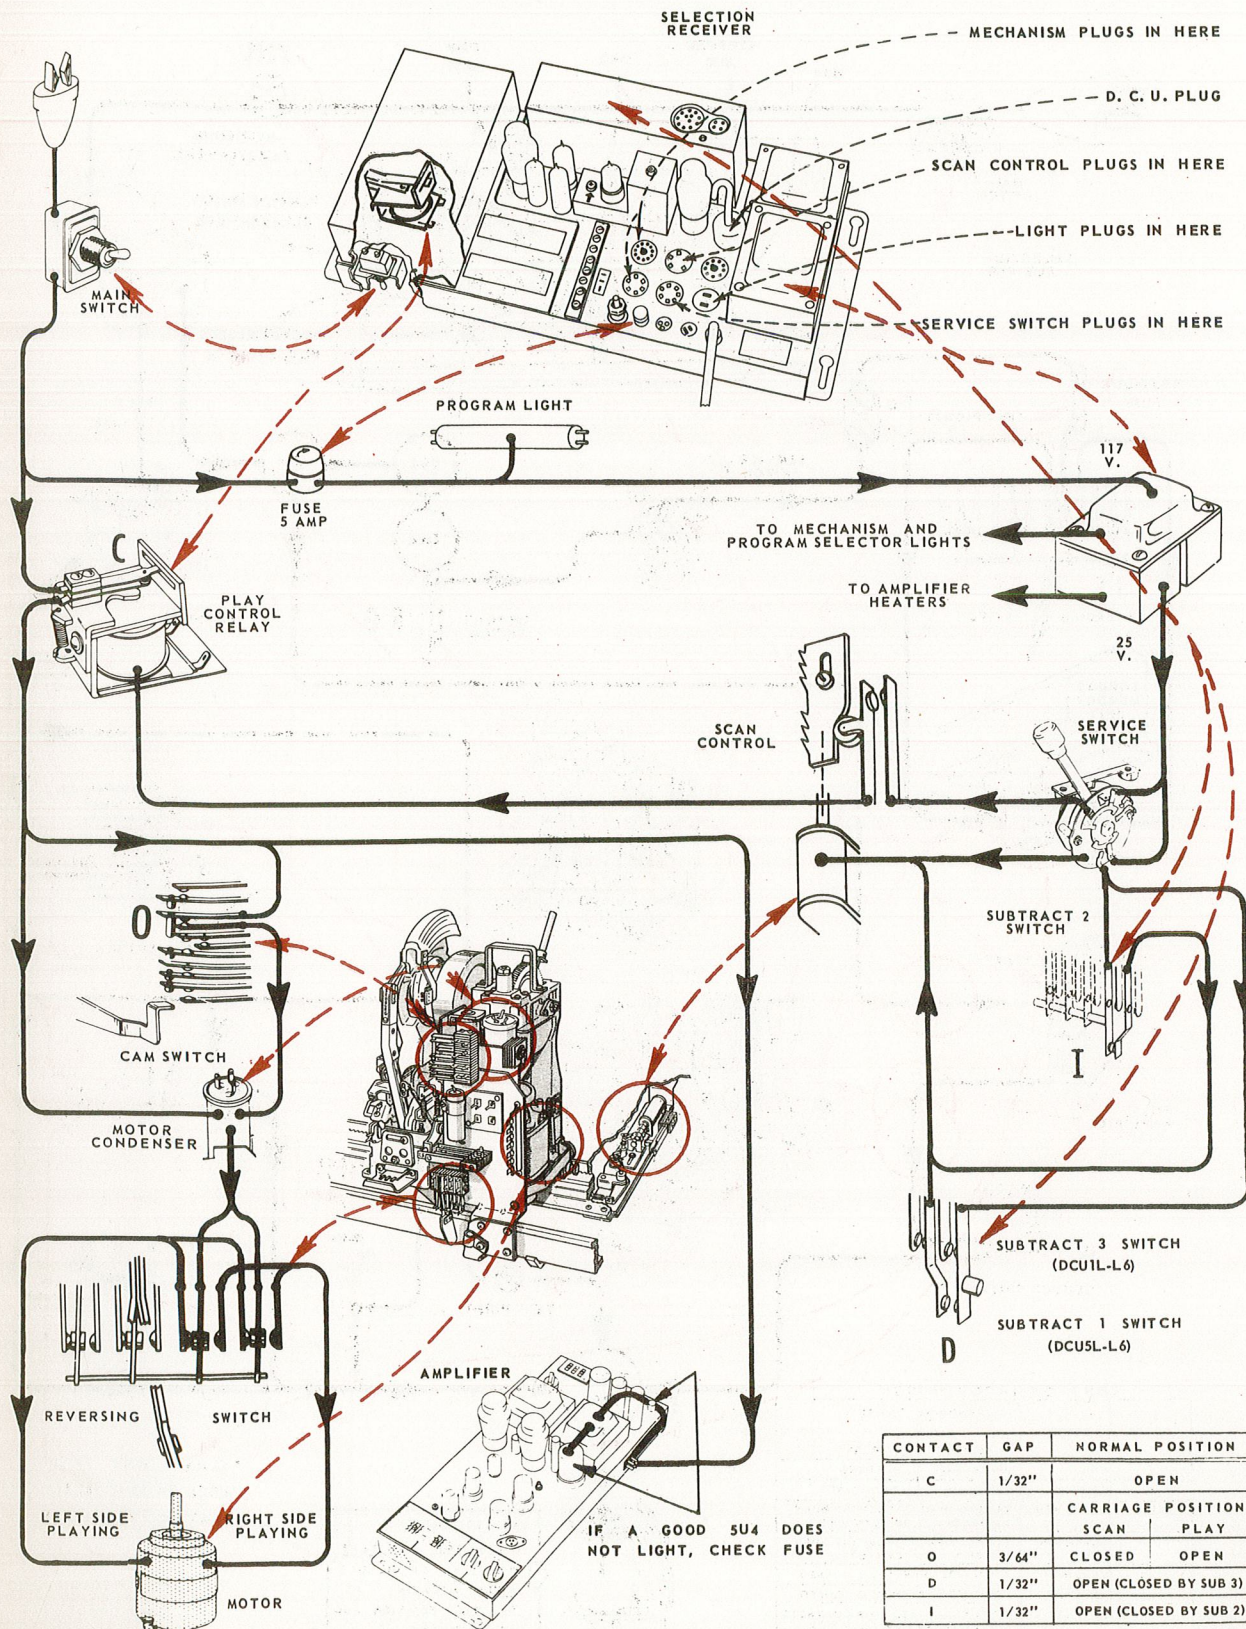 SELECTION
RECEIVER
MECHANISM PLUGS IN HERE
D. C. U. PLUG
SCAN CONTROL PLUGS IN HERE
LIGHT PLUGS IN HERE
SERVICE SWITCH PLUGS IN HERE
MAIN
SWITCH
PROGRAM LIGHT
FUSE
5 AMP
117
V.
TO MECHANISM AND
PROGRAM SELECTOR LIGHTS
TO AMPLIFIER
HEATERS
25
V.
C
PLAY
CONTROL
RELAY
SCAN
CONTROL
SERVICE
SWITCH
O
CAM SWITCH
SUBTRACT 2
SWITCH
I
MOTOR
CONDENSER
SUBTRACT 3 SWITCH
(DCU1L-L6)
SUBTRACT 1 SWITCH
(DCU5L-L6)
D
REVERSING SWITCH
AMPLIFIER
LEFT SIDE
PLAYING
RIGHT SIDE
PLAYING
MOTOR
IF A GOOD 5U4 DOES
NOT LIGHT, CHECK FUSE
CONTACT GAP NORMAL POSITION
C 1/32" OPEN
CARRIAGE POSITION
SCAN PLAY
O 3/64" CLOSED OPEN
D 1/32" OPEN (CLOSED BY SUB 3)
I 1/32" OPEN (CLOSED BY SUB 2)